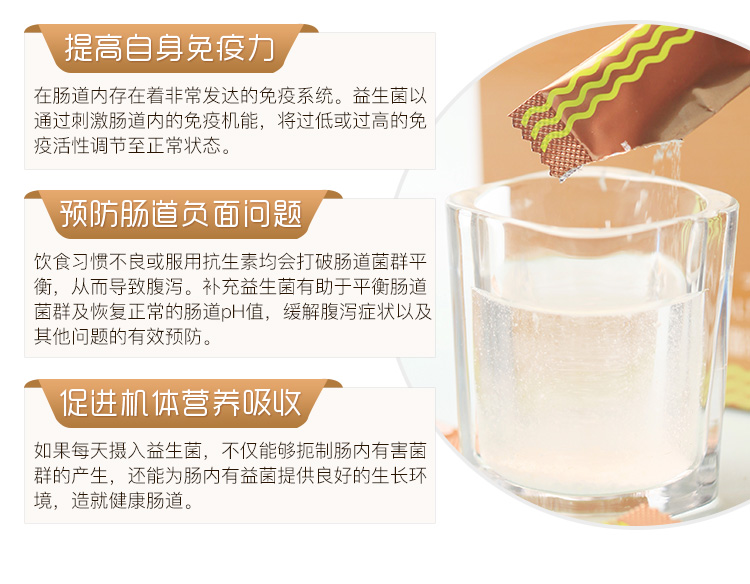 提高自身免疫力
在肠道内存在着非常发达的免疫系统。益生菌以
通过刺激肠道内的免疫机能，将过低或过高的免
疫活性调节至正常状态。
预防肠道负面问题
饮食习惯不良或服用抗生素均会打破肠道菌群平
衡，从而导致腹泻。补充益生菌有助于平衡肠道
菌群及恢复正常的肠道pH值，缓解腹泻症状以及
其他问题的有效预防。
促进机体营养吸收
如果每天摄入益生菌，不仅能够扼制肠内有害菌
群的产生，还能为肠内有益菌提供良好的生长环
境，造就健康肠道。